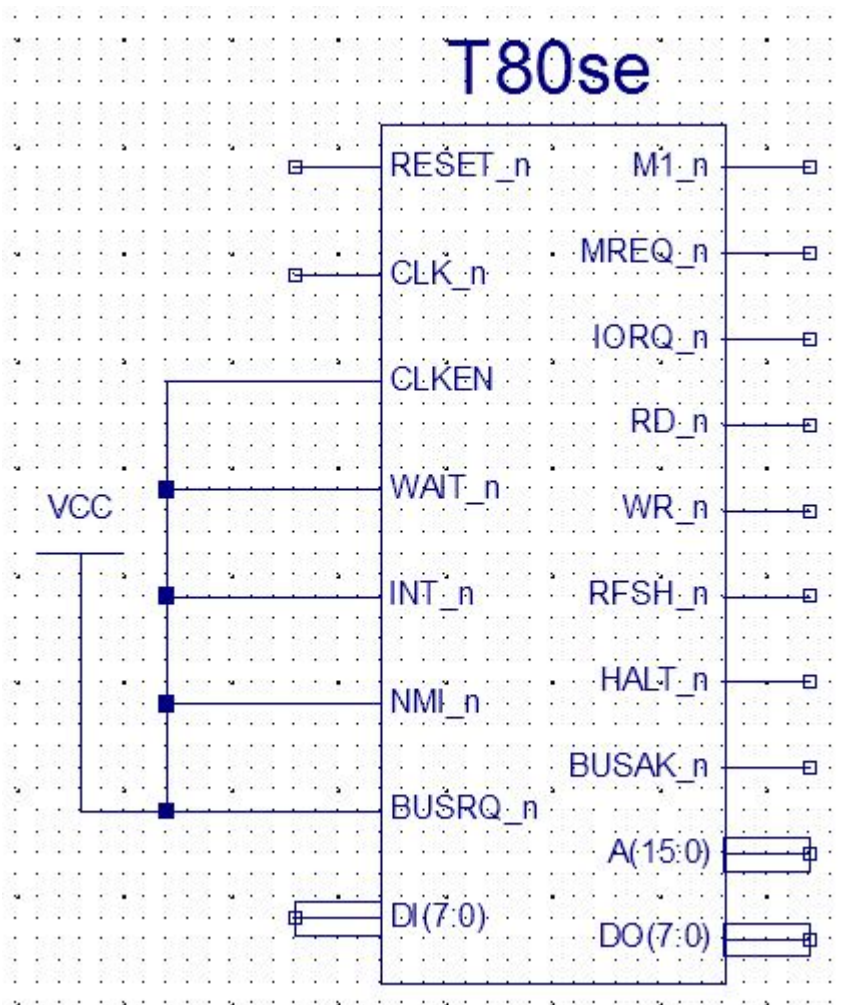 T80se
RESET_n
M1_n
MREQ_n
CLK_n
IORQ_n
CLKEN
RD_n
WAIT_n
WR_n
VCC
INT_n
RFSH_n
HALT_n
NMI_n
BUSAK_n
BUSRQ_n
A(15:0)
DI(7:0)
DO(7:0)